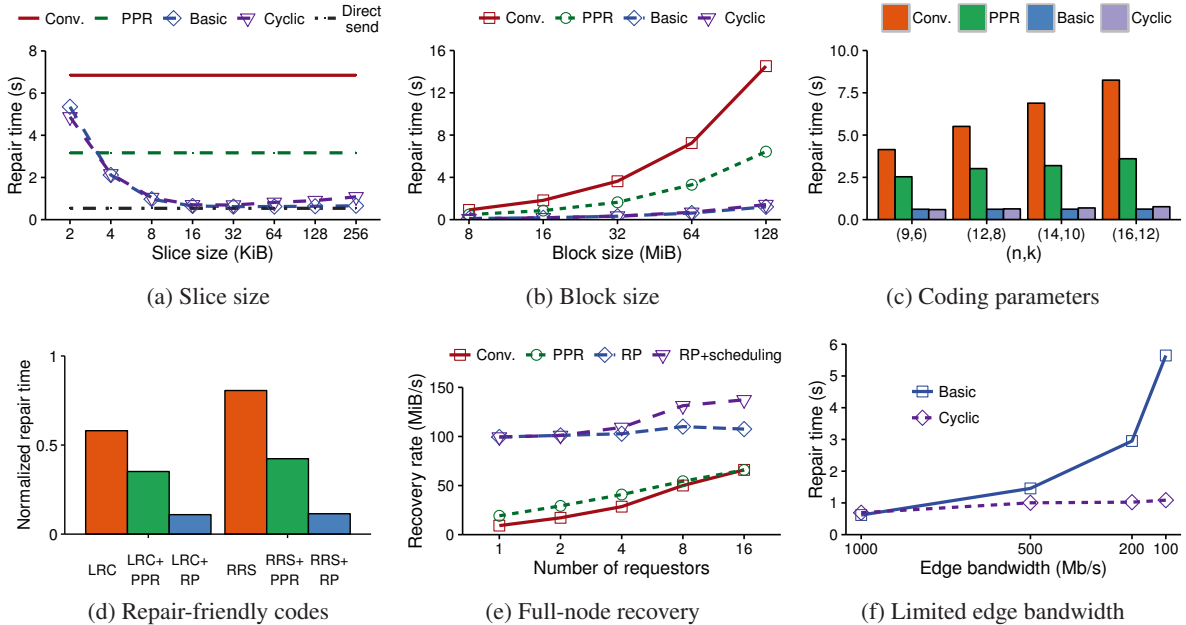 Conv. PPR Basic Cyclic Direct send
Repair time (s)
8
6
4
2
0
2 4 8 16 32 64 128 256
Slice size (KiB)
(a) Slice size
Conv. PPR Basic Cyclic
Repair time (s)
16
12
8
4
0
8 16 32 64 128
Block size (MiB)
(b) Block size
Conv. PPR Basic Cyclic
Repair time (s)
10.0
7.5
5.0
2.5
0.0
(9,6) (12,8) (14,10) (16,12)
(n,k)
(c) Coding parameters
Normalized repair time
1
0.5
0
LRC LRC+ PPR LRC+ RP RRS RRS+ PPR RRS+ RP
(d) Repair-friendly codes
Conv. PPR RP RP+scheduling
Recovery rate (MiB/s)
150
100
50
0
1 2 4 8 16
Number of requestors
(e) Full-node recovery
Repair time (s)
6
5
4
3
2
1
0
Basic
Cyclic
1000 500 200 100
Edge bandwidth (Mb/s)
(f) Limited edge bandwidth